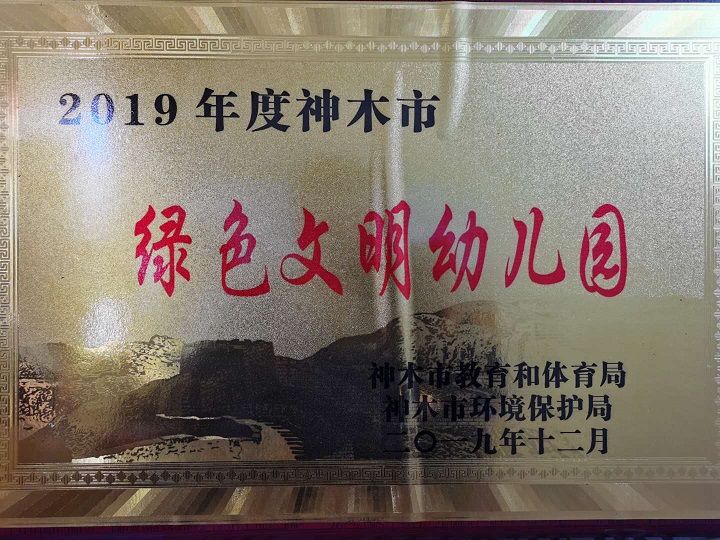 2019年度神木市
绿色文明幼儿园
神木市教育和体育局
神木市环境保护局
二〇一九年十二月